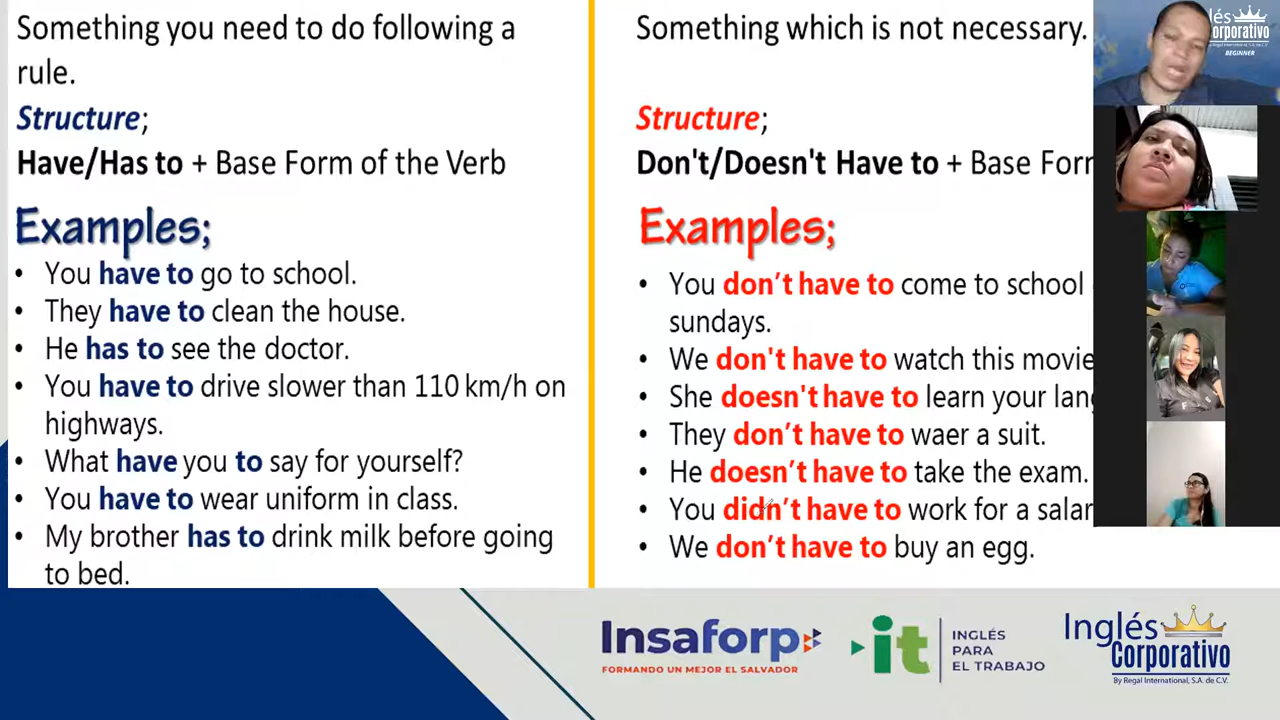 Something you need to do following a
rule.
Structure;
Have/Has to + Base Form of the Verb
Examples;
• You have to go to school.
• They have to clean the house.
• He has to see the doctor.
• You have to drive slower than 110 km/h on
highways.
• What have you to say for yourself?
• You have to wear uniform in class.
• My brother has to drink milk before going
to bed.
Something which is not necessary.
Structure;
Don't/Doesn't Have to + Base
Examples;
• You don't have to come to school
sundays.
• We don't have to watch this movie
• She doesn't have to learn your
• They don't have to waer a suit.
• He doesn't have to take the exam.
• You didn't have to work for a
• We don't have to buy an egg.
Corporativo
By Regal International, S.A. de C.V.
BEGINNER
Insaforp
FORMANDO UN MEJOR EL SALVADOR
it
INGLÉS
PARA
EL TRABAJO
Inglés
Corporativo
By Regal International, S.A. de C.V.